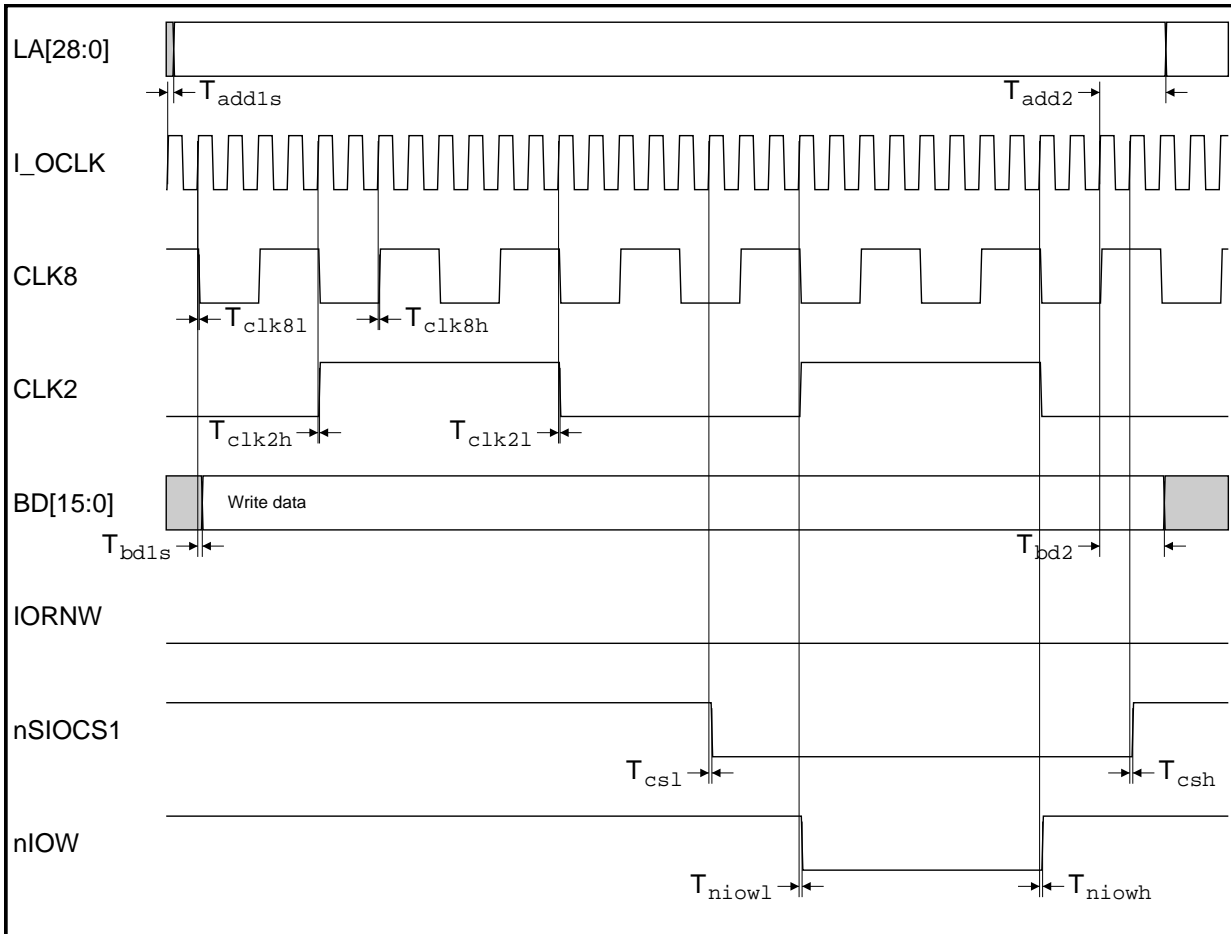 LA[28:0]
Tadd1s
Tadd2
I_OCLK
CLK8
Tclk8l
Tclk8h
CLK2
Tclk2h
Tclk2l
BD[15:0]
Write data
Tbd1s
Tbd2
IORNW
nSIOCS1
Tcsl
Tcsh
nIOW
Tniowl
Tniowh